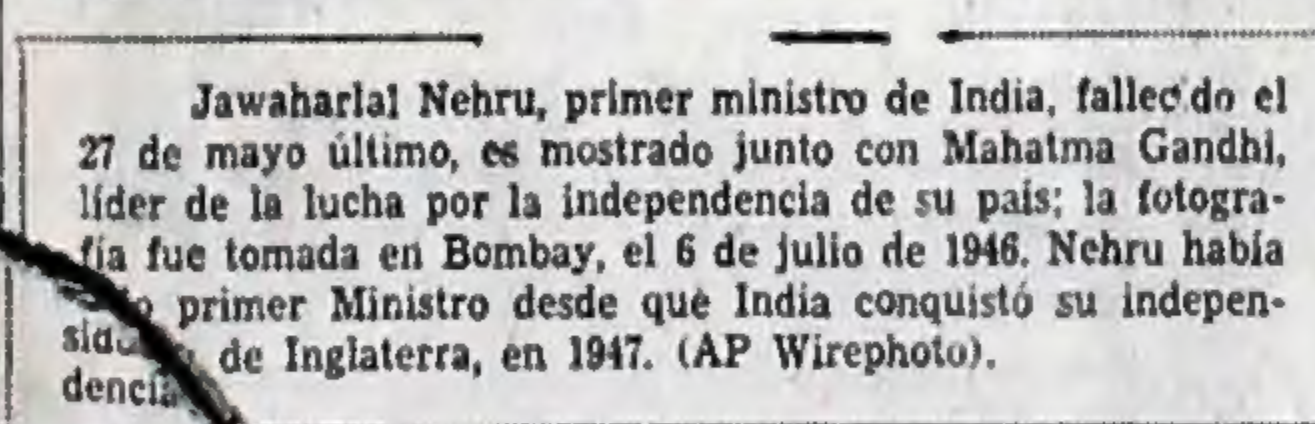 Jawaharlal Nehru, primer ministro de India, fallecido el
27 de mayo último, es mostrado junto con Mahatma Gandhi,
líder de la lucha por la independencia de su país; la fotogra-
fía fue tomada en Bombay, el 6 de julio de 1946. Nehru había
sido primer Ministro desde que India conquistó su indepen-
dencia de Inglaterra, en 1947. (AP Wirephoto).